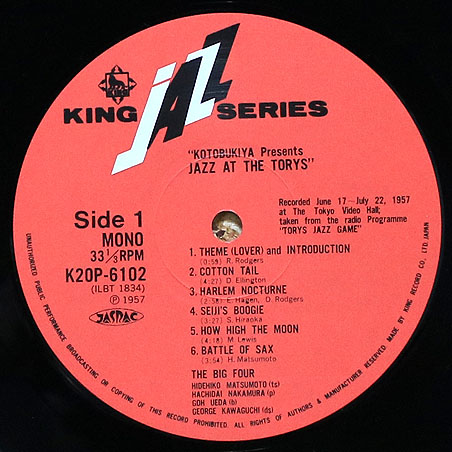 KING JAZZ SERIES
"KOTOBUKIYA Presents
JAZZ AT THE TORYS"
Recorded June 17~July 22, 1957
at The Tokyo Video Hall;
taken from the radio Programme
"TORYS JAZZ GAME"
Side 1
MONO
33 1/3 RPM
K20P-6102
(ILBT 1834)
Ⓟ 1957
JASRAC
1. THEME (LOVER) and INTRODUCTION
(0:59) R. Rodgers
2. COTTON TAIL
(4:27) D. Ellington
3. HARLEM NOCTURNE
(2:58) E. Hagen, D. Rodgers
4. SEIJI'S BOOGIE
(3:27) S. Hiraoka
5. HOW HIGH THE MOON
(4:18) M. Lewis
6. BATTLE OF SAX
(3:54) H. Matsumoto
THE BIG FOUR
HIDEHIKO MATSUMOTO (ts)
HACHIDAI NAKAMURA (p)
GOH UEDA (b)
GEORGE KAWAGUCHI (ds)
UNAUTHORIZED PUBLIC PERFORMANCE BROADCASTING OR COPYING OF THIS RECORD PROHIBITED. ALL RIGHTS OF AUTHORS & MANUFACTURER RESERVED. MADE BY KING RECORD CO., LTD. JAPAN